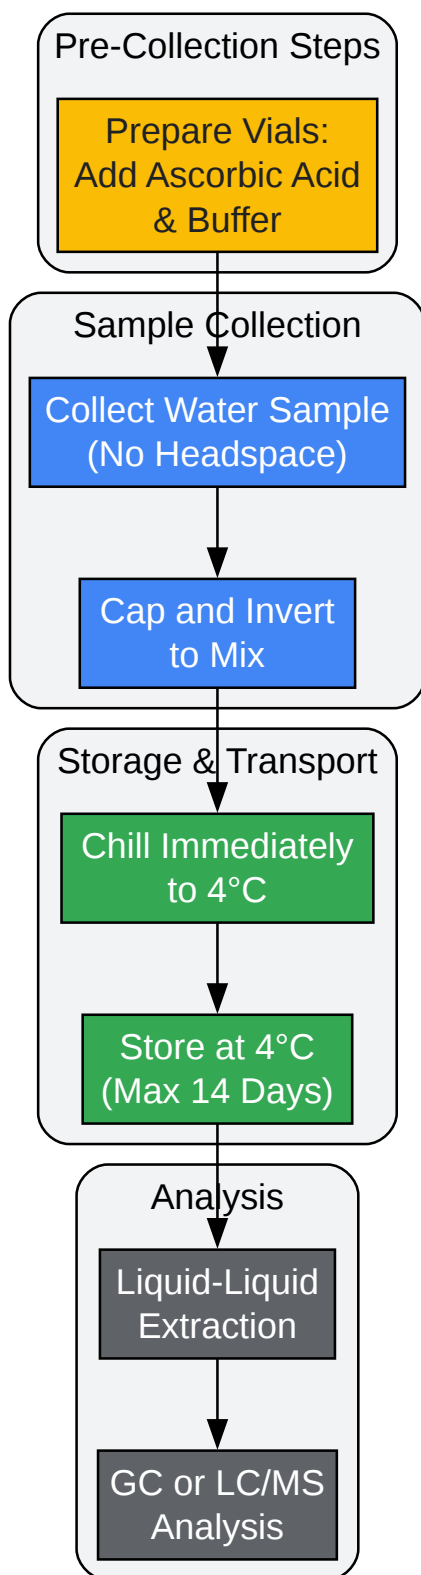 Pre-Collection Steps
Prepare Vials:
Add Ascorbic Acid
& Buffer
Sample Collection
Collect Water Sample
(No Headspace)
Cap and Invert
to Mix
Storage & Transport
Chill Immediately
to 4°C
Store at 4°C
(Max 14 Days)
Analysis
Liquid-Liquid
Extraction
GC or LC/MS
Analysis